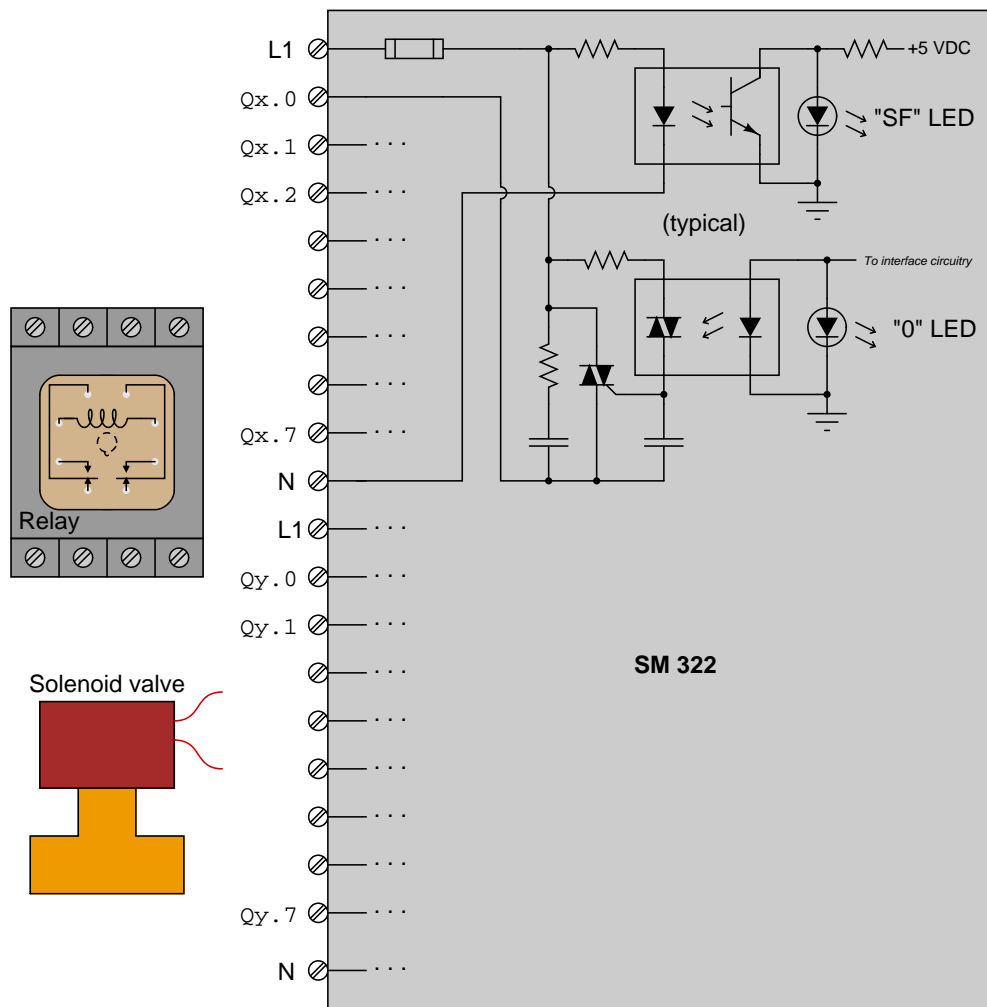 L1
+5 VDC
Qx.0
"SF" LED
Qx.1
· · ·
Qx.2
(typical)
· · ·
To interface circuitry
· · ·
"0" LED
· · ·
· · ·
Qx.7
· · ·
N
Relay
L1
· · ·
Qy.0
· · ·
Qy.1
· · ·
SM 322
· · ·
Solenoid valve
· · ·
· · ·
· · ·
· · ·
Qy.7
· · ·
N
· · ·